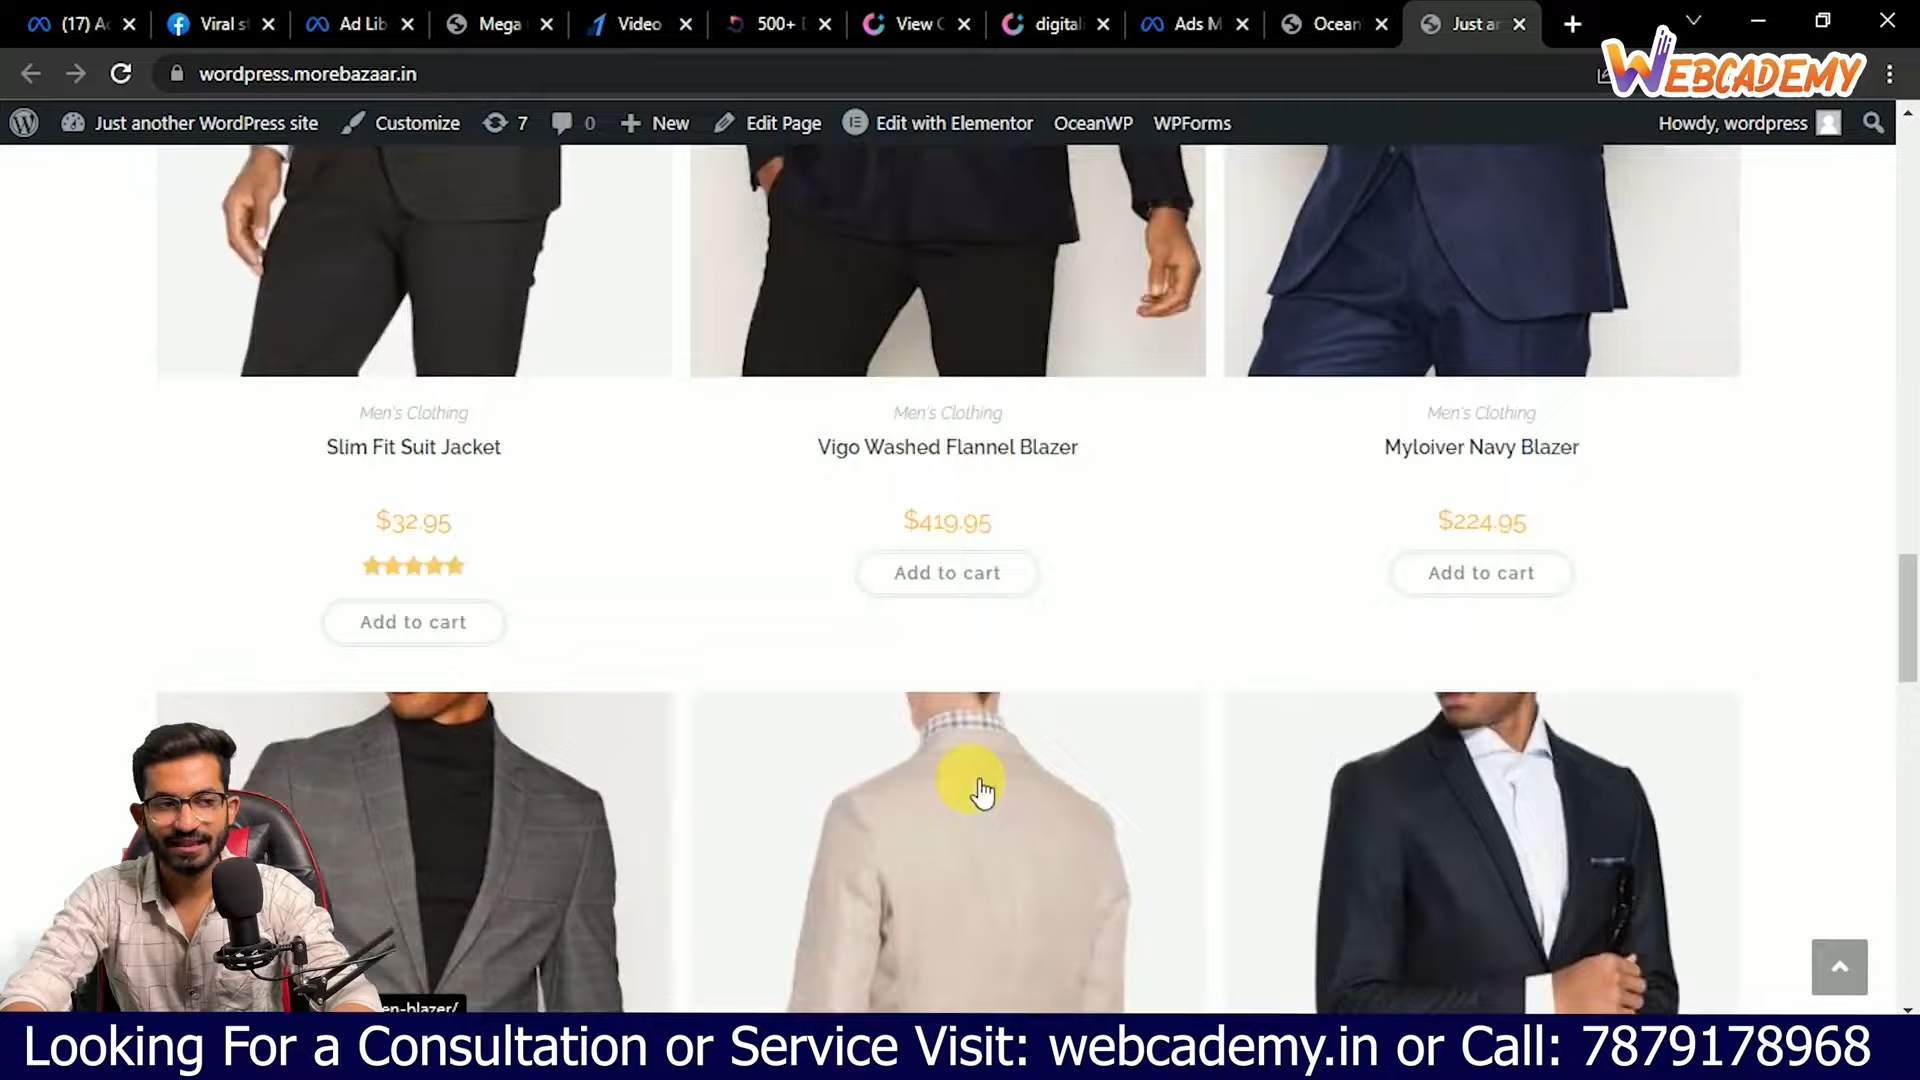 (17) A
Viral s
Ad Lib
Mega
Video
500+
View C
digital
Ads M
Ocean
Just a
wordpress.morebazaar.in
WEBCADEMY
Just another WordPress site
Customize
7
0
New
Edit Page
Edit with Elementor
OceanWP
WPForms
Howdy, wordpress
Men's Clothing
Slim Fit Suit Jacket
$32.95
Add to cart
Men's Clothing
Vigo Washed Flannel Blazer
$419.95
Add to cart
Men's Clothing
Myloiver Navy Blazer
$224.95
Add to cart
en-blazer/
Looking For a Consultation or Service Visit: webcademy.in or Call: 7879178968